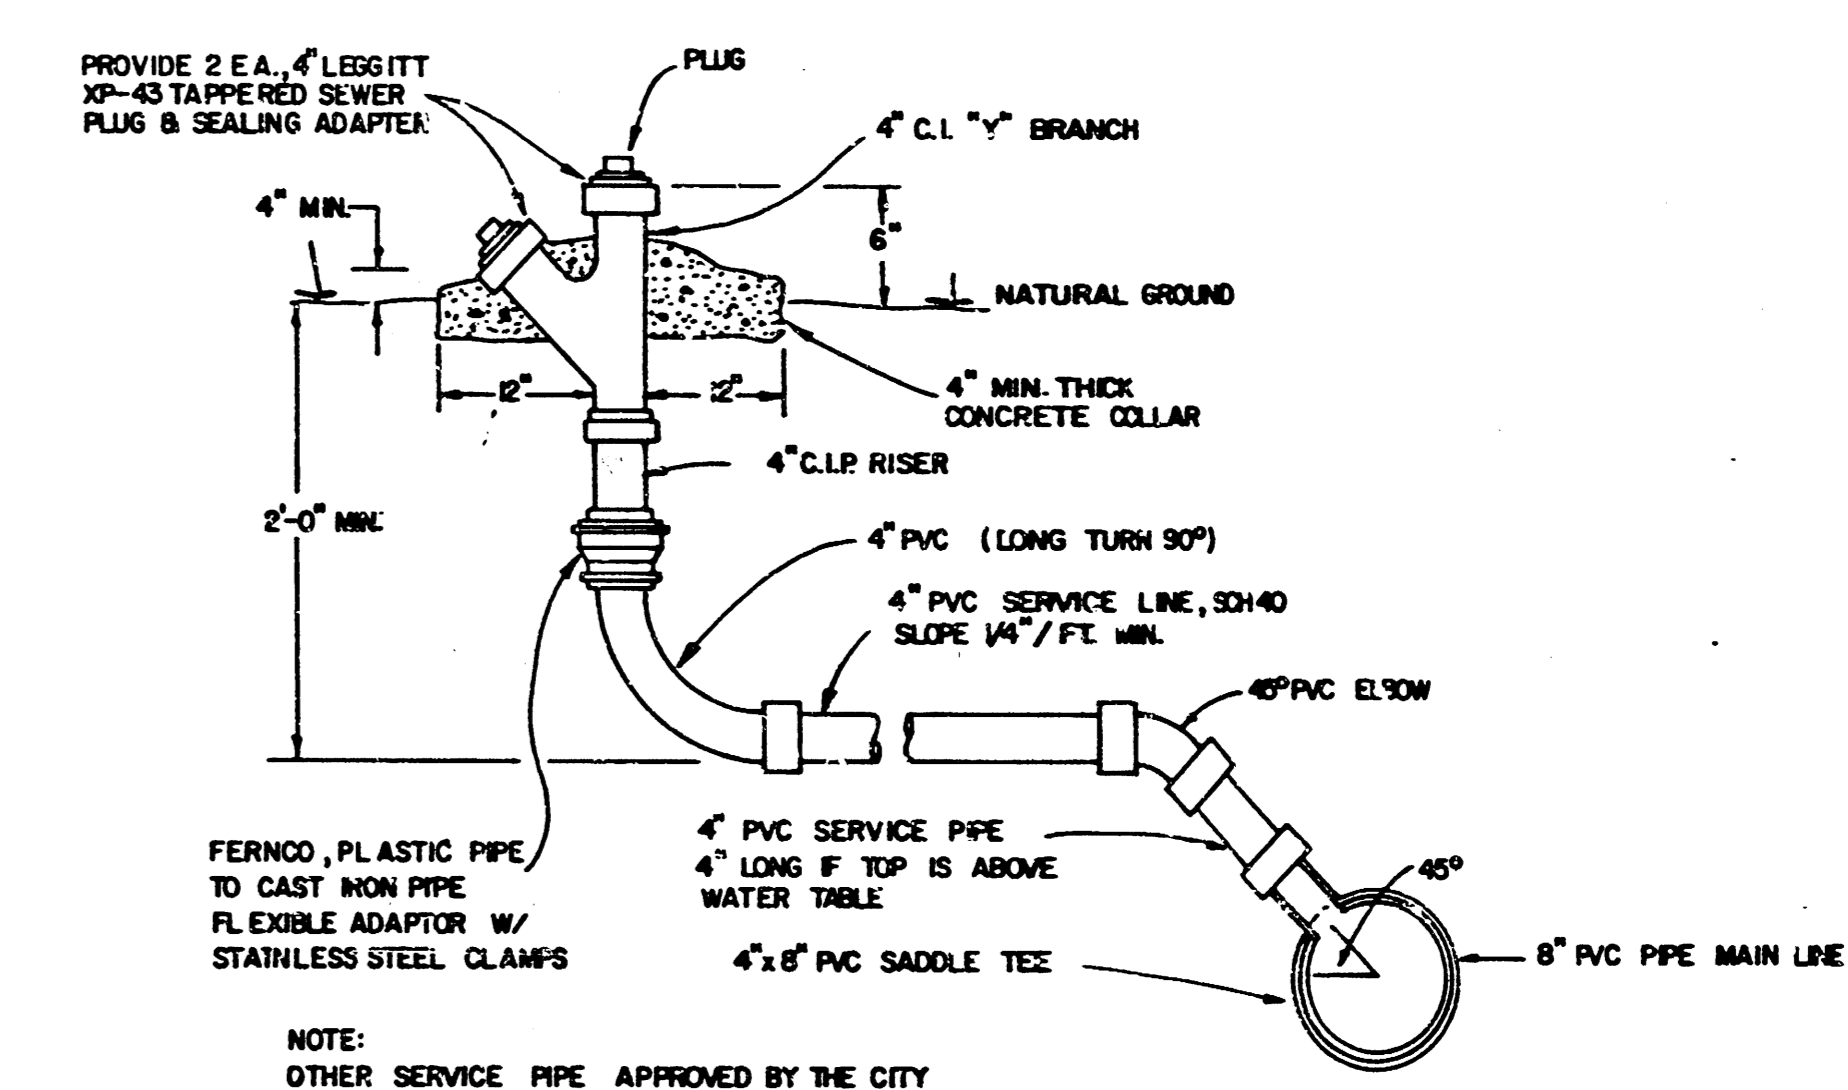 PROVIDE 2 EA., 4" LEGGITT
XP-43 TAPPERED SEWER
PLUG & SEALING ADAPTER
PLUG
4" C.I. "Y" BRANCH
4" MIN.
6"
NATURAL GROUND
12"
12"
4" MIN. THICK
CONCRETE COLLAR
4" C.I.P. RISER
2'-0" MIN.
4" PVC (LONG TURN 90°)
4" PVC SERVICE LINE, SCH 40
SLOPE 1/4"/FT. MIN.
45° PVC ELBOW
FERNCO, PLASTIC PIPE
TO CAST IRON PIPE
FLEXIBLE ADAPTOR W/
STAINLESS STEEL CLAMPS
4" PVC SERVICE PIPE
4" LONG IF TOP IS ABOVE
WATER TABLE
45°
4"x8" PVC SADDLE TEE
8" PVC PIPE MAIN LINE
NOTE:
OTHER SERVICE PIPE APPROVED BY THE CITY